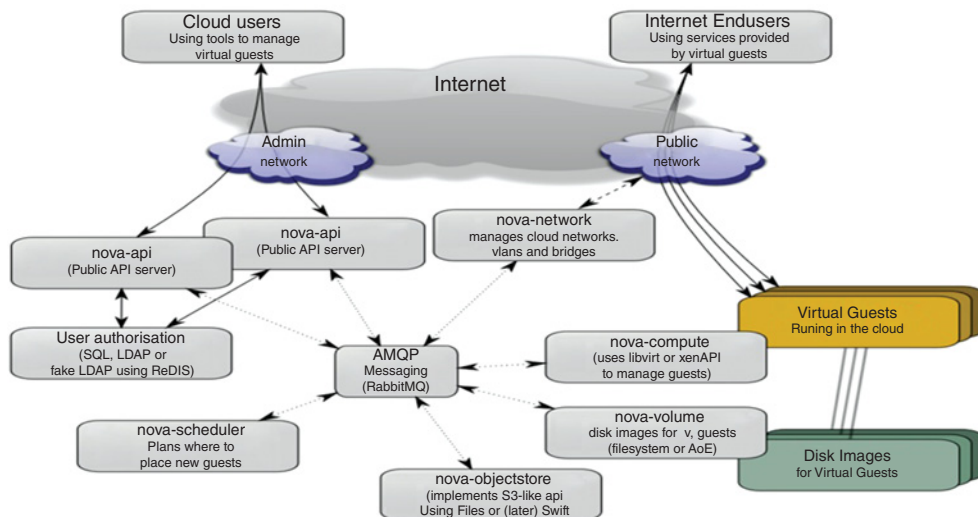 Cloud users
Using tools to manage
virtual guests
Internet Endusers
Using services provided
by virtual guests
Internet
Admin
network
Public
network
nova-api
(Public API server)
nova-api
(Public API server)
nova-network
manages cloud networks.
vlans and bridges
Virtual Guests
Runing in the cloud
User authorisation
(SQL, LDAP or
fake LDAP using ReDIS)
AMQP
Messaging
(RabbitMQ)
nova-compute
(uses libvirt or xenAPI
to manage guests)
nova-scheduler
Plans where to
place new guests
nova-volume
disk images for v, guests
(filesystem or AoE)
Disk Images
for Virtual Guests
nova-objectstore
(implements S3-like api
Using Files or (later) Swift